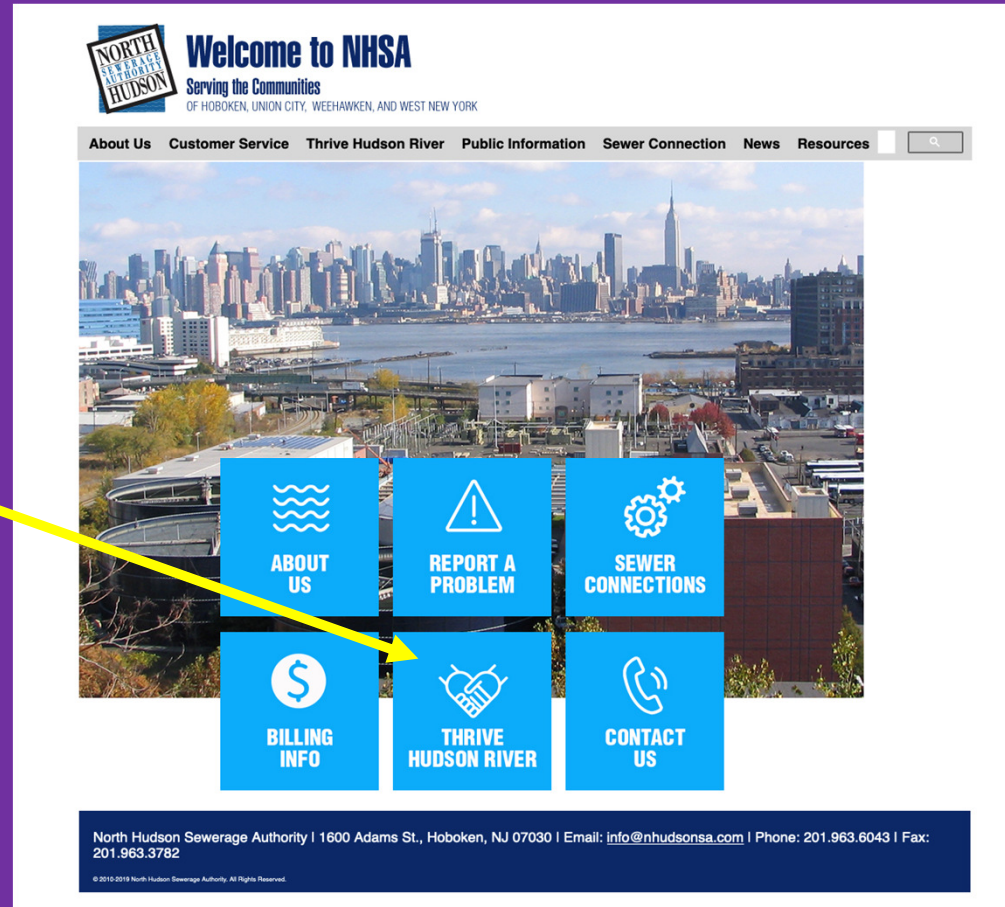 NORTH
SEWERAGE
AUTHORITY
HUDSON
Welcome to NHSA
Serving the Communities
OF HOBOKEN, UNION CITY, WEEHAWKEN, AND WEST NEW YORK
About Us Customer Service Thrive Hudson River Public Information Sewer Connection News Resources
ABOUT
US
REPORT A
PROBLEM
SEWER
CONNECTIONS
BILLING
INFO
THRIVE
HUDSON RIVER
CONTACT
US
North Hudson Sewerage Authority | 1600 Adams St., Hoboken, NJ 07030 | Email: info@nhudsonsa.com | Phone: 201.963.6043 | Fax:
201.963.3782
© 2010-2019 North Hudson Sewerage Authority. All Rights Reserved.